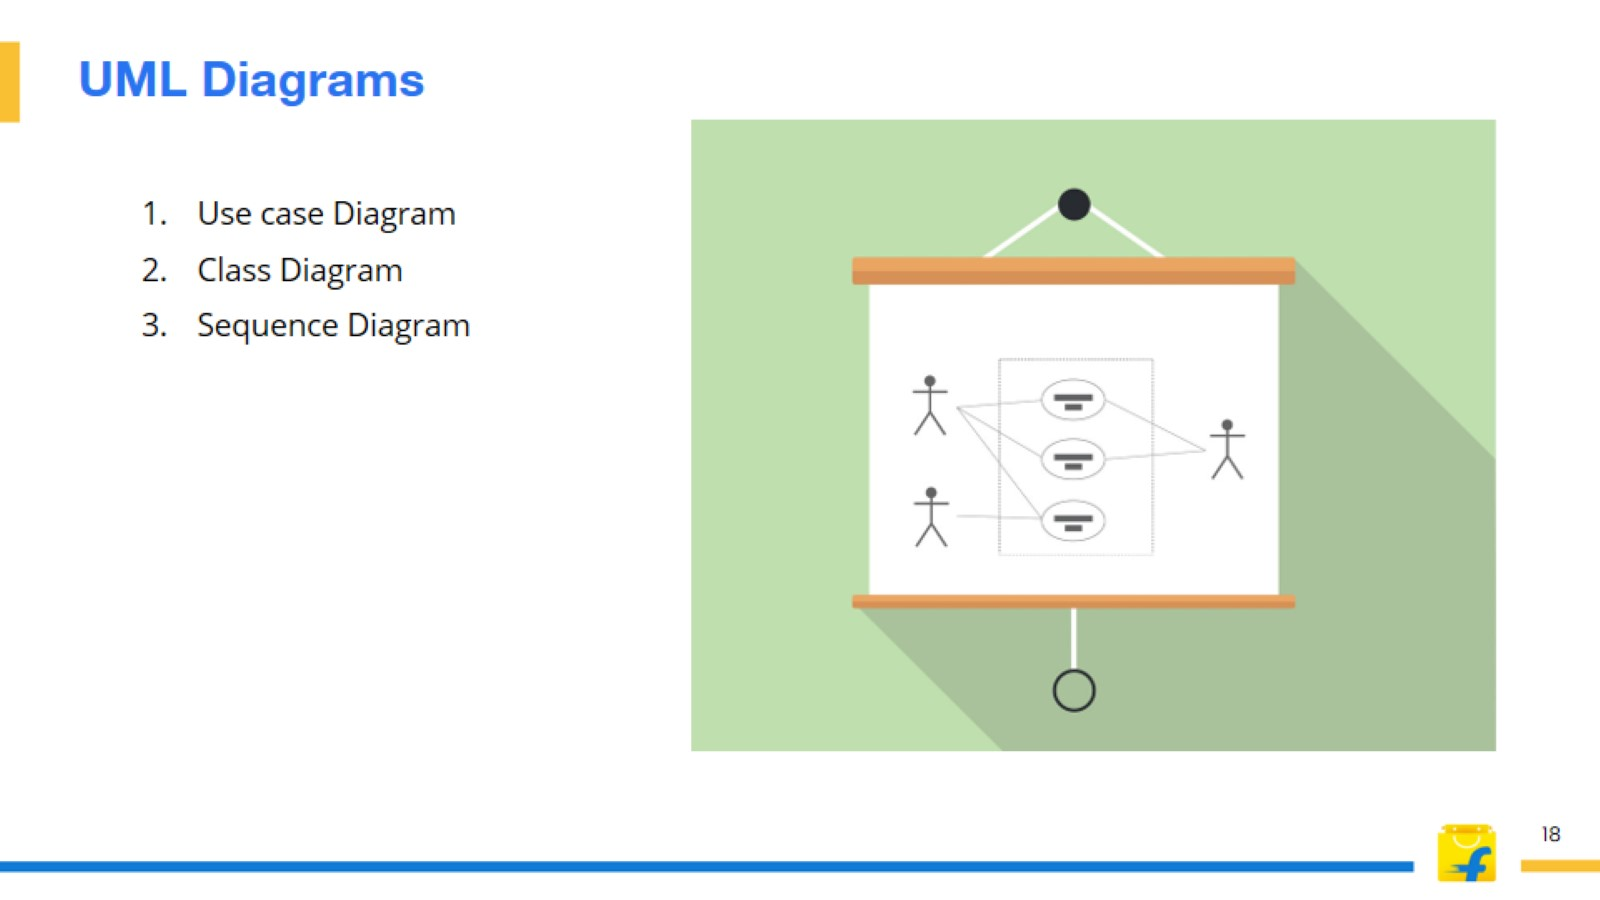 UML Diagrams
1. Use case Diagram
2. Class Diagram
3. Sequence Diagram
f
18